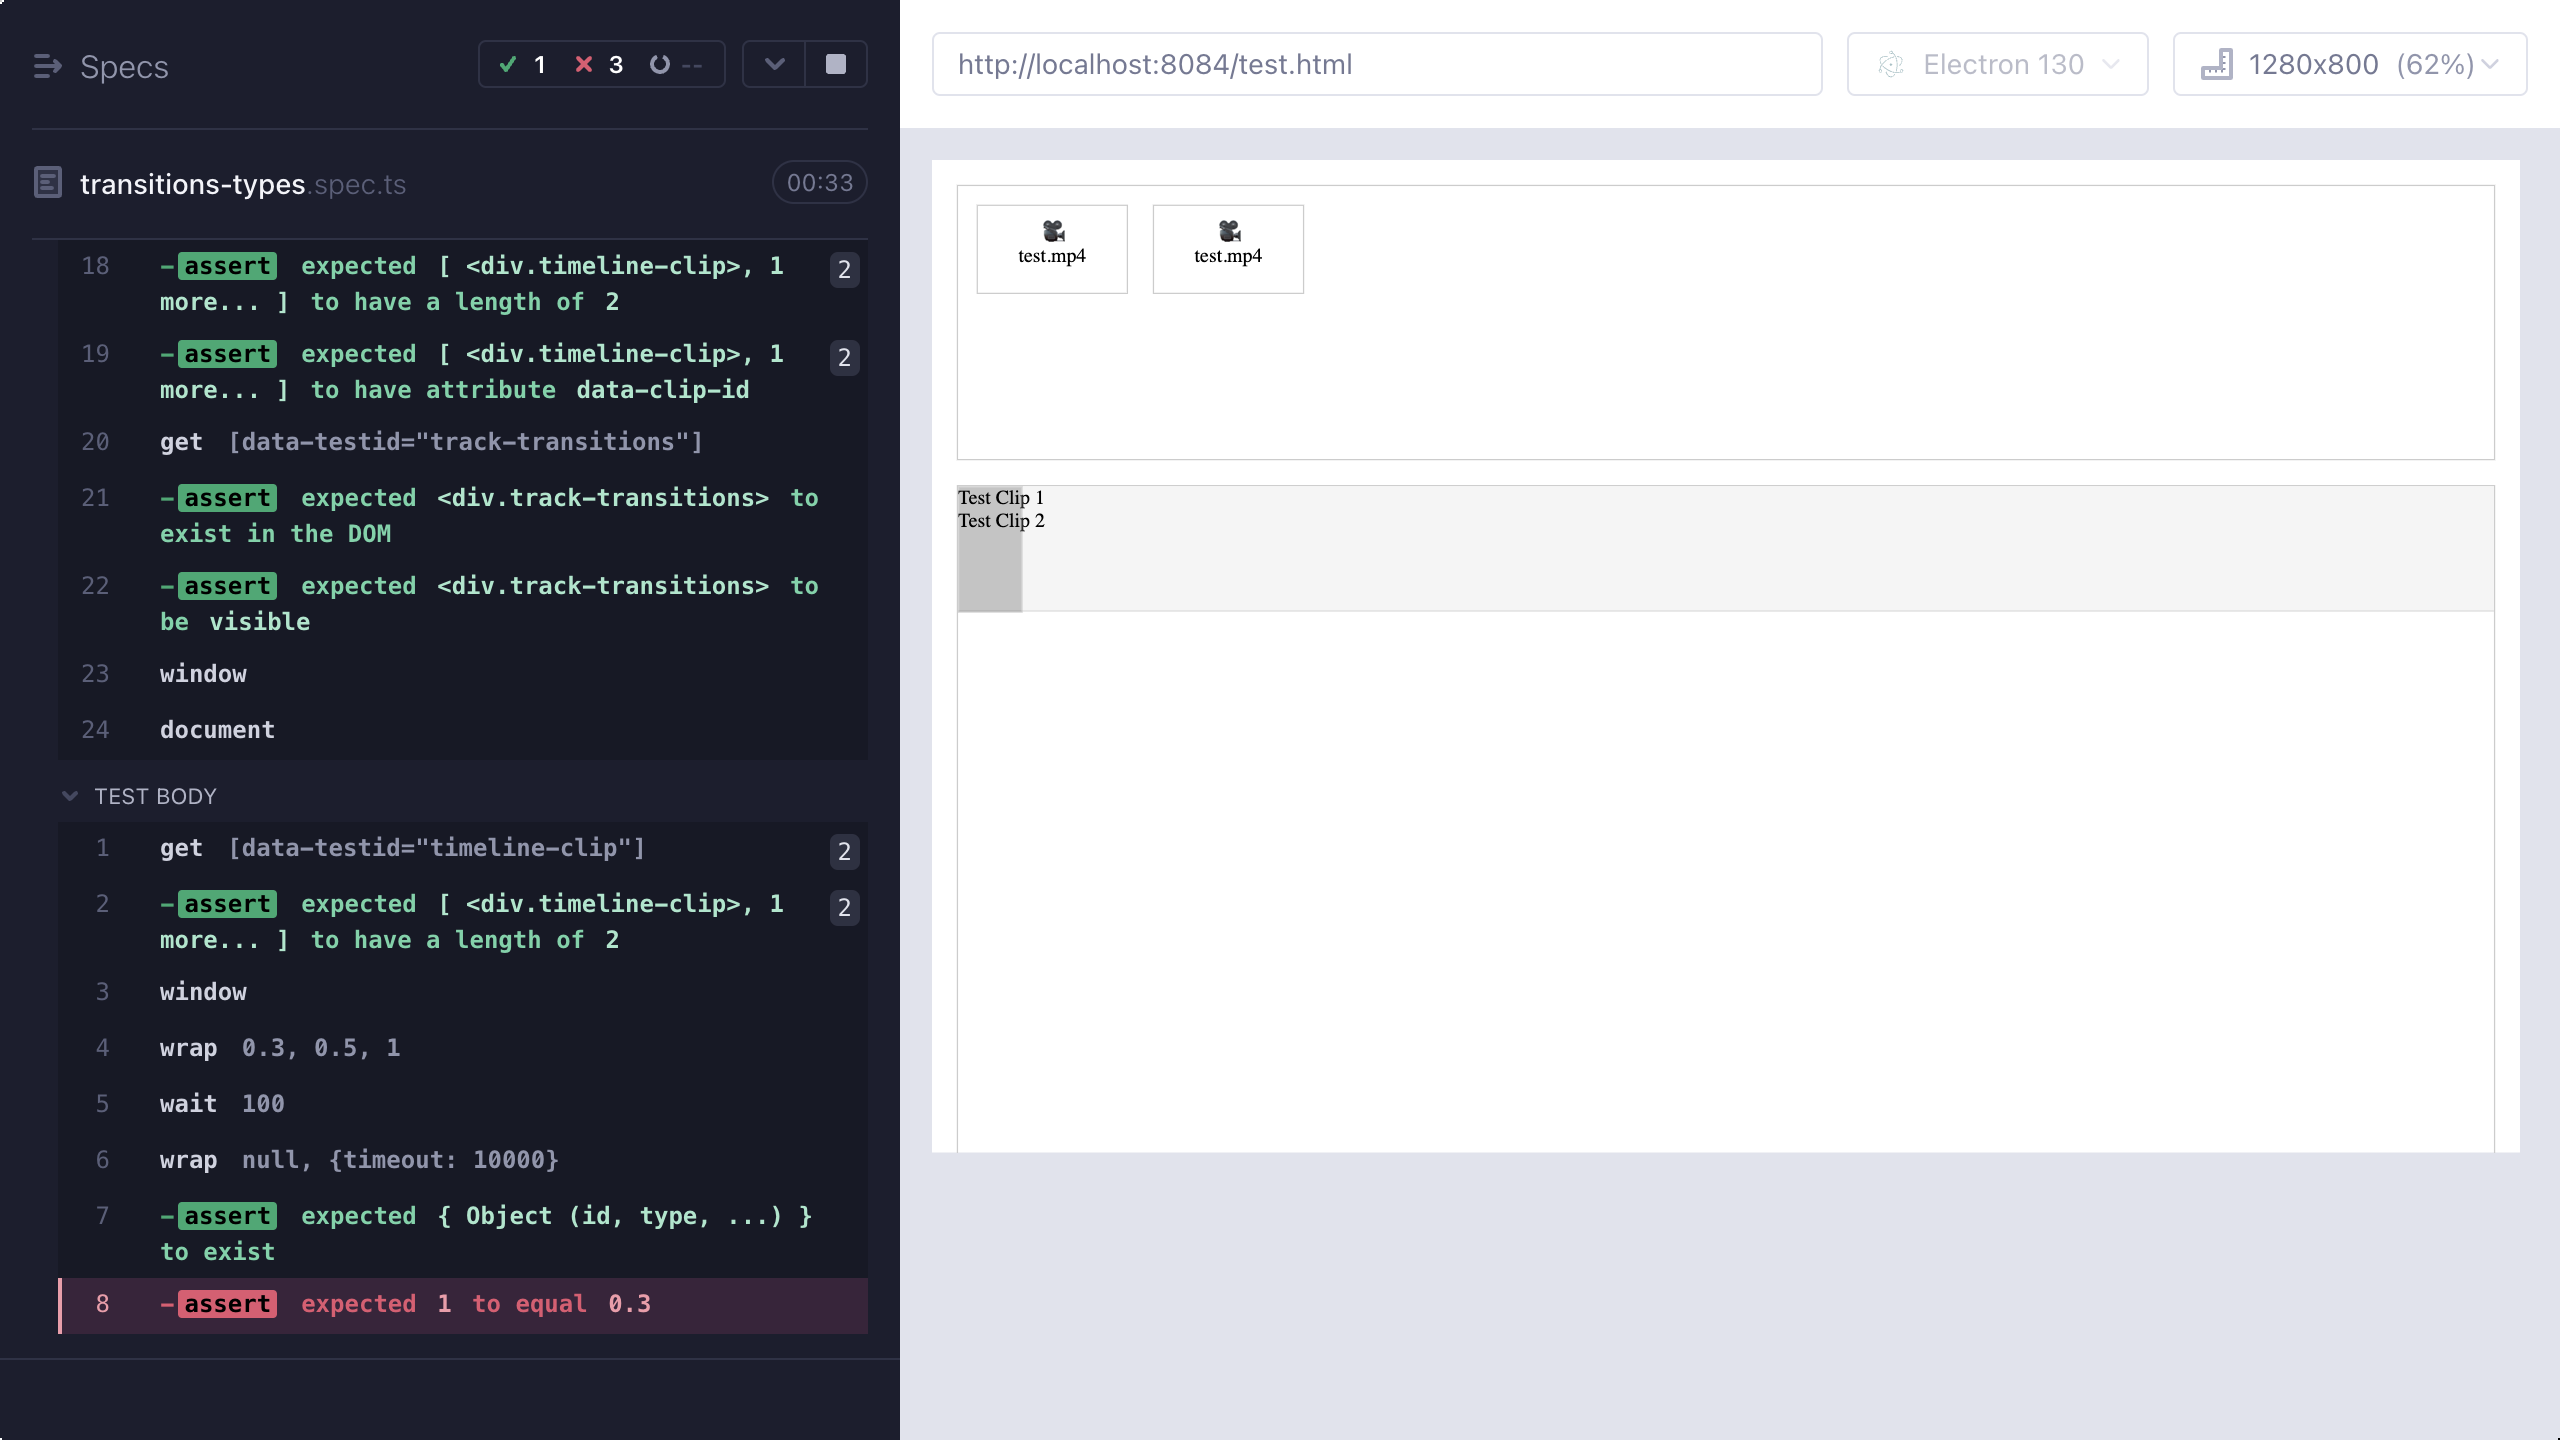 Specs
1 3 --
transitions-types.spec.ts 00:33
18 -assert expected [ <div.timeline-clip>, 1 2
more... ] to have a length of 2
19 -assert expected [ <div.timeline-clip>, 1 2
more... ] to have attribute data-clip-id
20 get [data-testid="track-transitions"]
21 -assert expected <div.track-transitions> to
exist in the DOM
22 -assert expected <div.track-transitions> to
be visible
23 window
24 document
TEST BODY
1 get [data-testid="timeline-clip"] 2
2 -assert expected [ <div.timeline-clip>, 1 2
more... ] to have a length of 2
3 window
4 wrap 0.3, 0.5, 1
5 wait 100
6 wrap null, {timeout: 10000}
7 -assert expected { Object (id, type, ...) }
to exist
8 -assert expected 1 to equal 0.3
http://localhost:8084/test.html
Electron 130
1280x800 (62%)
test.mp4 test.mp4
Test Clip 1
Test Clip 2